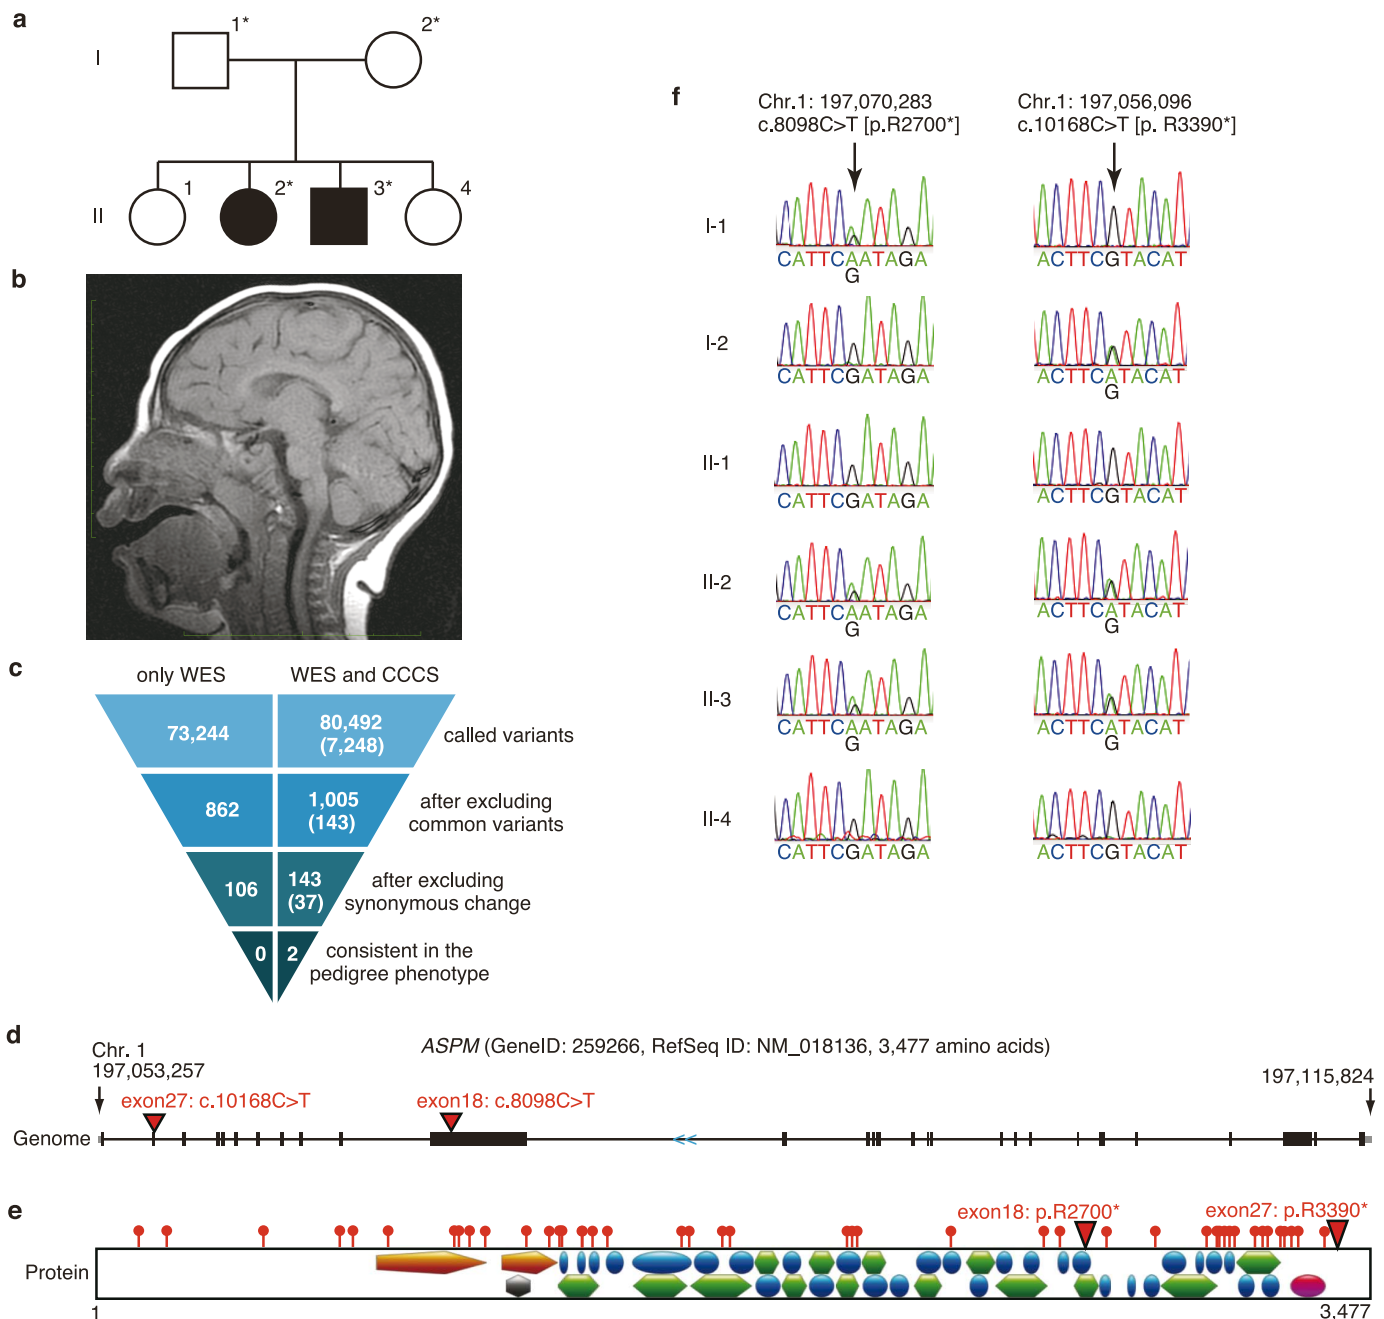 a
1*
2*
I
1
2*
3*
4
II
b
c
only WES
WES and CCCS
73,244
80,492
(7,248)
called variants
862
1,005
(143)
after excluding
common variants
106
143
(37)
after excluding
synonymous change
0
2
consistent in the
pedigree phenotype
f
Chr.1: 197,070,283
c.8098C>T [p.R2700*]
Chr.1: 197,056,096
c.10168C>T [p. R3390*]
I-1
CATTCAATAGA
G
ACTTCGTACAT
I-2
CATTCGATAGA
ACTTCATACAT
G
II-1
CATTCGATAGA
ACTTCGTACAT
II-2
CATTCAATAGA
G
ACTTCATACAT
G
II-3
CATTCAATAGA
G
ACTTCATACAT
G
II-4
CATTCGATAGA
ACTTCGTACAT
d
Chr. 1
197,053,257
ASPM (GeneID: 259266, RefSeq ID: NM_018136, 3,477 amino acids)
197,115,824
exon27: c.10168C>T
exon18: c.8098C>T
Genome
e
exon18: p.R2700*
exon27: p.R3390*
Protein
1
3,477